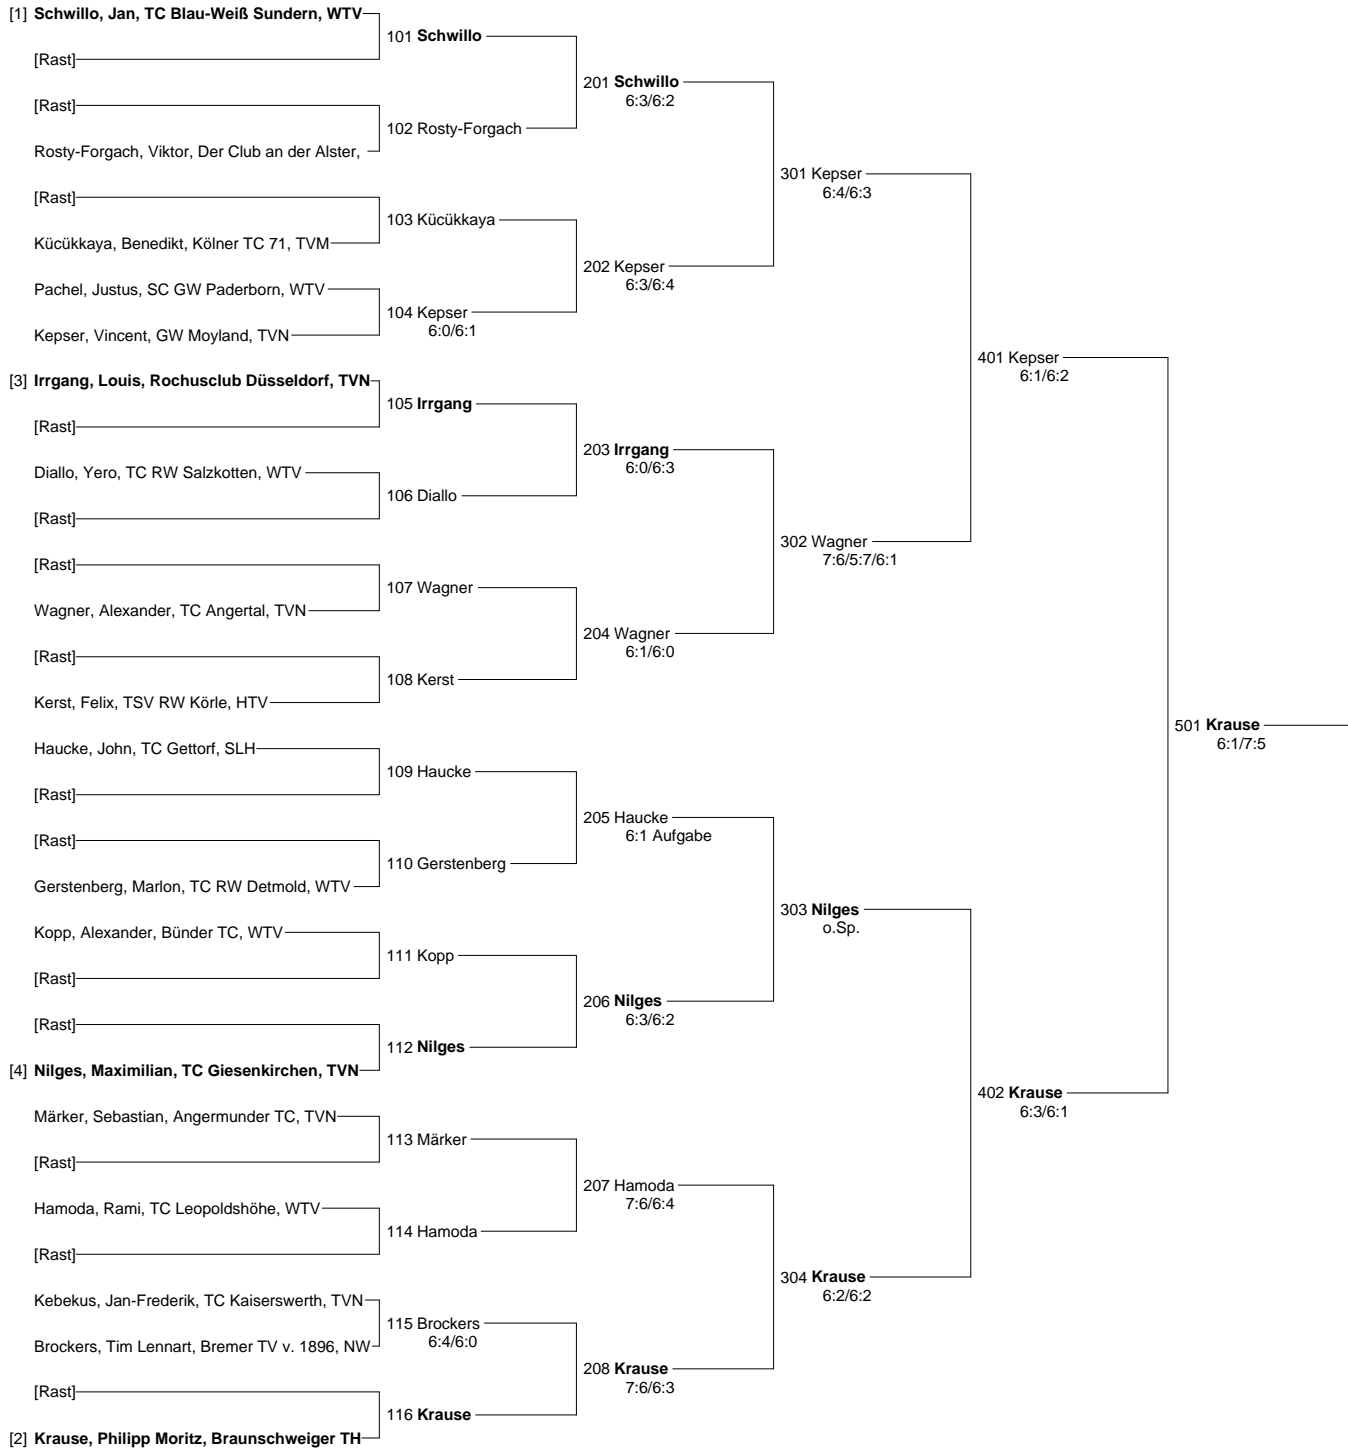 [1] Schwillo, Jan, TC Blau-Weiß Sundern, WTV
101 Schwillo
[Rast]
201 Schwillo
6:3/6:2
[Rast]
102 Rosty-Forgach
Rosty-Forgach, Viktor, Der Club an der Alster,
301 Kepser
6:4/6:3
[Rast]
103 Kücükkaya
Kücükkaya, Benedikt, Kölner TC 71, TVM
202 Kepser
6:3/6:4
Pachel, Justus, SC GW Paderborn, WTV
104 Kepser
6:0/6:1
Kepser, Vincent, GW Moyland, TVN
401 Kepser
6:1/6:2
[3] Irrgang, Louis, Rochusclub Düsseldorf, TVN
105 Irrgang
[Rast]
203 Irrgang
6:0/6:3
Diallo, Yero, TC RW Salzkotten, WTV
106 Diallo
[Rast]
302 Wagner
7:6/5:7/6:1
[Rast]
107 Wagner
Wagner, Alexander, TC Angertal, TVN
204 Wagner
6:1/6:0
[Rast]
108 Kerst
Kerst, Felix, TSV RW Körle, HTV
501 Krause
6:1/7:5
Haucke, John, TC Gettorf, SLH
109 Haucke
[Rast]
205 Haucke
6:1 Aufgabe
[Rast]
110 Gerstenberg
Gerstenberg, Marlon, TC RW Detmold, WTV
303 Nilges
o.Sp.
Kopp, Alexander, Bünder TC, WTV
111 Kopp
[Rast]
206 Nilges
6:3/6:2
[Rast]
112 Nilges
[4] Nilges, Maximilian, TC Giesenkirchen, TVN
402 Krause
6:3/6:1
Märker, Sebastian, Angermunder TC, TVN
113 Märker
[Rast]
207 Hamoda
7:6/6:4
Hamoda, Rami, TC Leopoldshöhe, WTV
114 Hamoda
[Rast]
304 Krause
6:2/6:2
Kebekus, Jan-Frederik, TC Kaiserswerth, TVN
115 Brockers
6:4/6:0
Brockers, Tim Lennart, Bremer TV v. 1896, NW
208 Krause
7:6/6:3
[Rast]
116 Krause
[2] Krause, Philipp Moritz, Braunschweiger TH